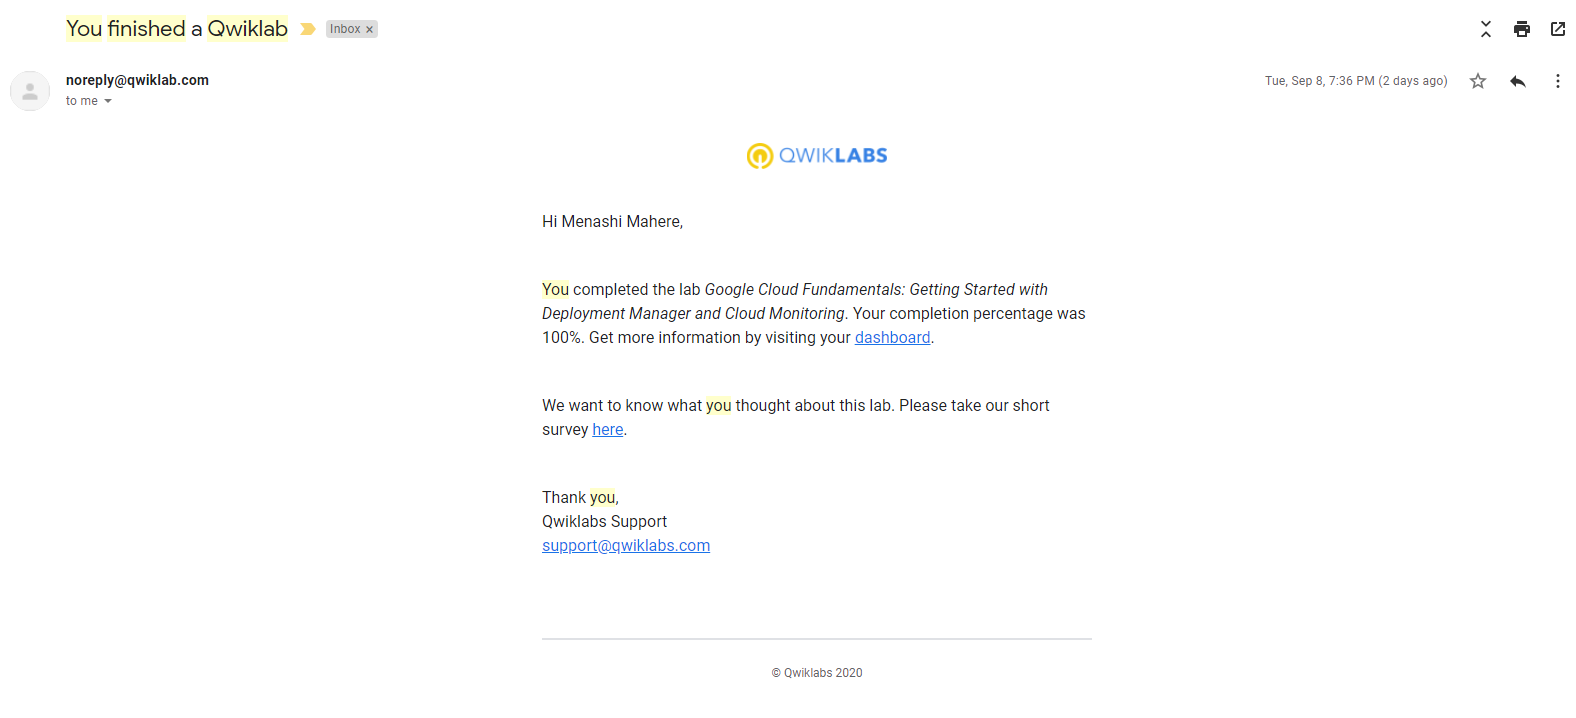 You finished a Qwiklab Inbox x
noreply@qwiklab.com
Tue, Sep 8, 7:36 PM (2 days ago)
to me
QWIKLABS
Hi Menashi Mahere,
You completed the lab Google Cloud Fundamentals: Getting Started with
Deployment Manager and Cloud Monitoring. Your completion percentage was
100%. Get more information by visiting your dashboard.
We want to know what you thought about this lab. Please take our short
survey here.
Thank you,
Qwiklabs Support
support@qwiklabs.com
© Qwiklabs 2020